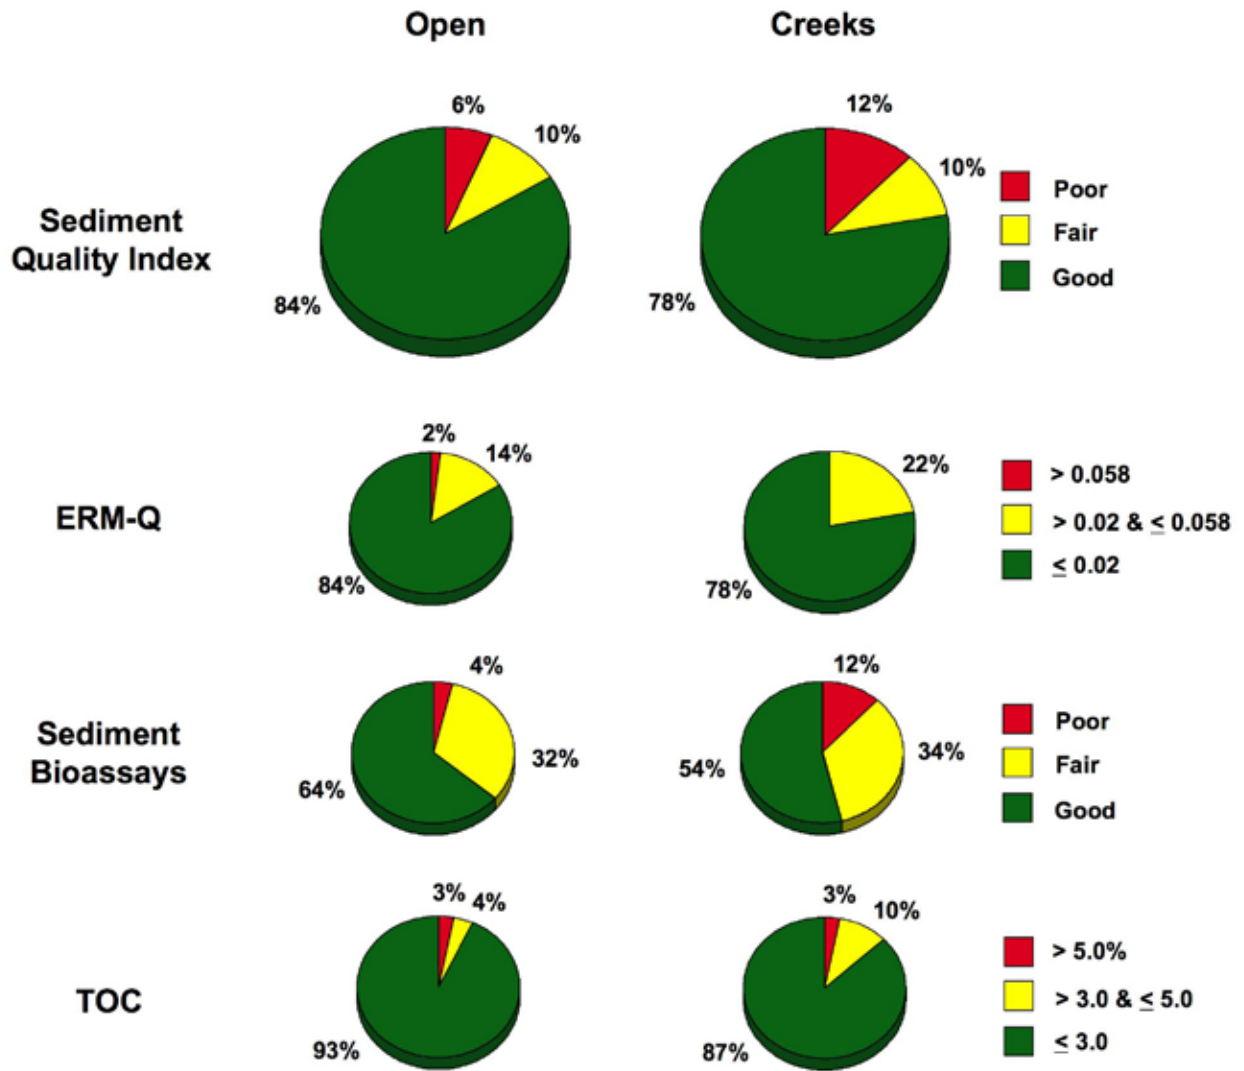 Open Creeks
6% 12%
10% 10%
Sediment
Quality Index
Poor
Fair
Good
84% 78%
2%
14% 22%
ERM-Q
> 0.058
> 0.02 & ≤ 0.058
≤ 0.02
84% 78%
4% 12%
Sediment
Bioassays
32% 34%
64% 54%
Poor
Fair
Good
3% 4% 3% 10%
TOC
> 5.0%
> 3.0 & ≤ 5.0
≤ 3.0
93% 87%